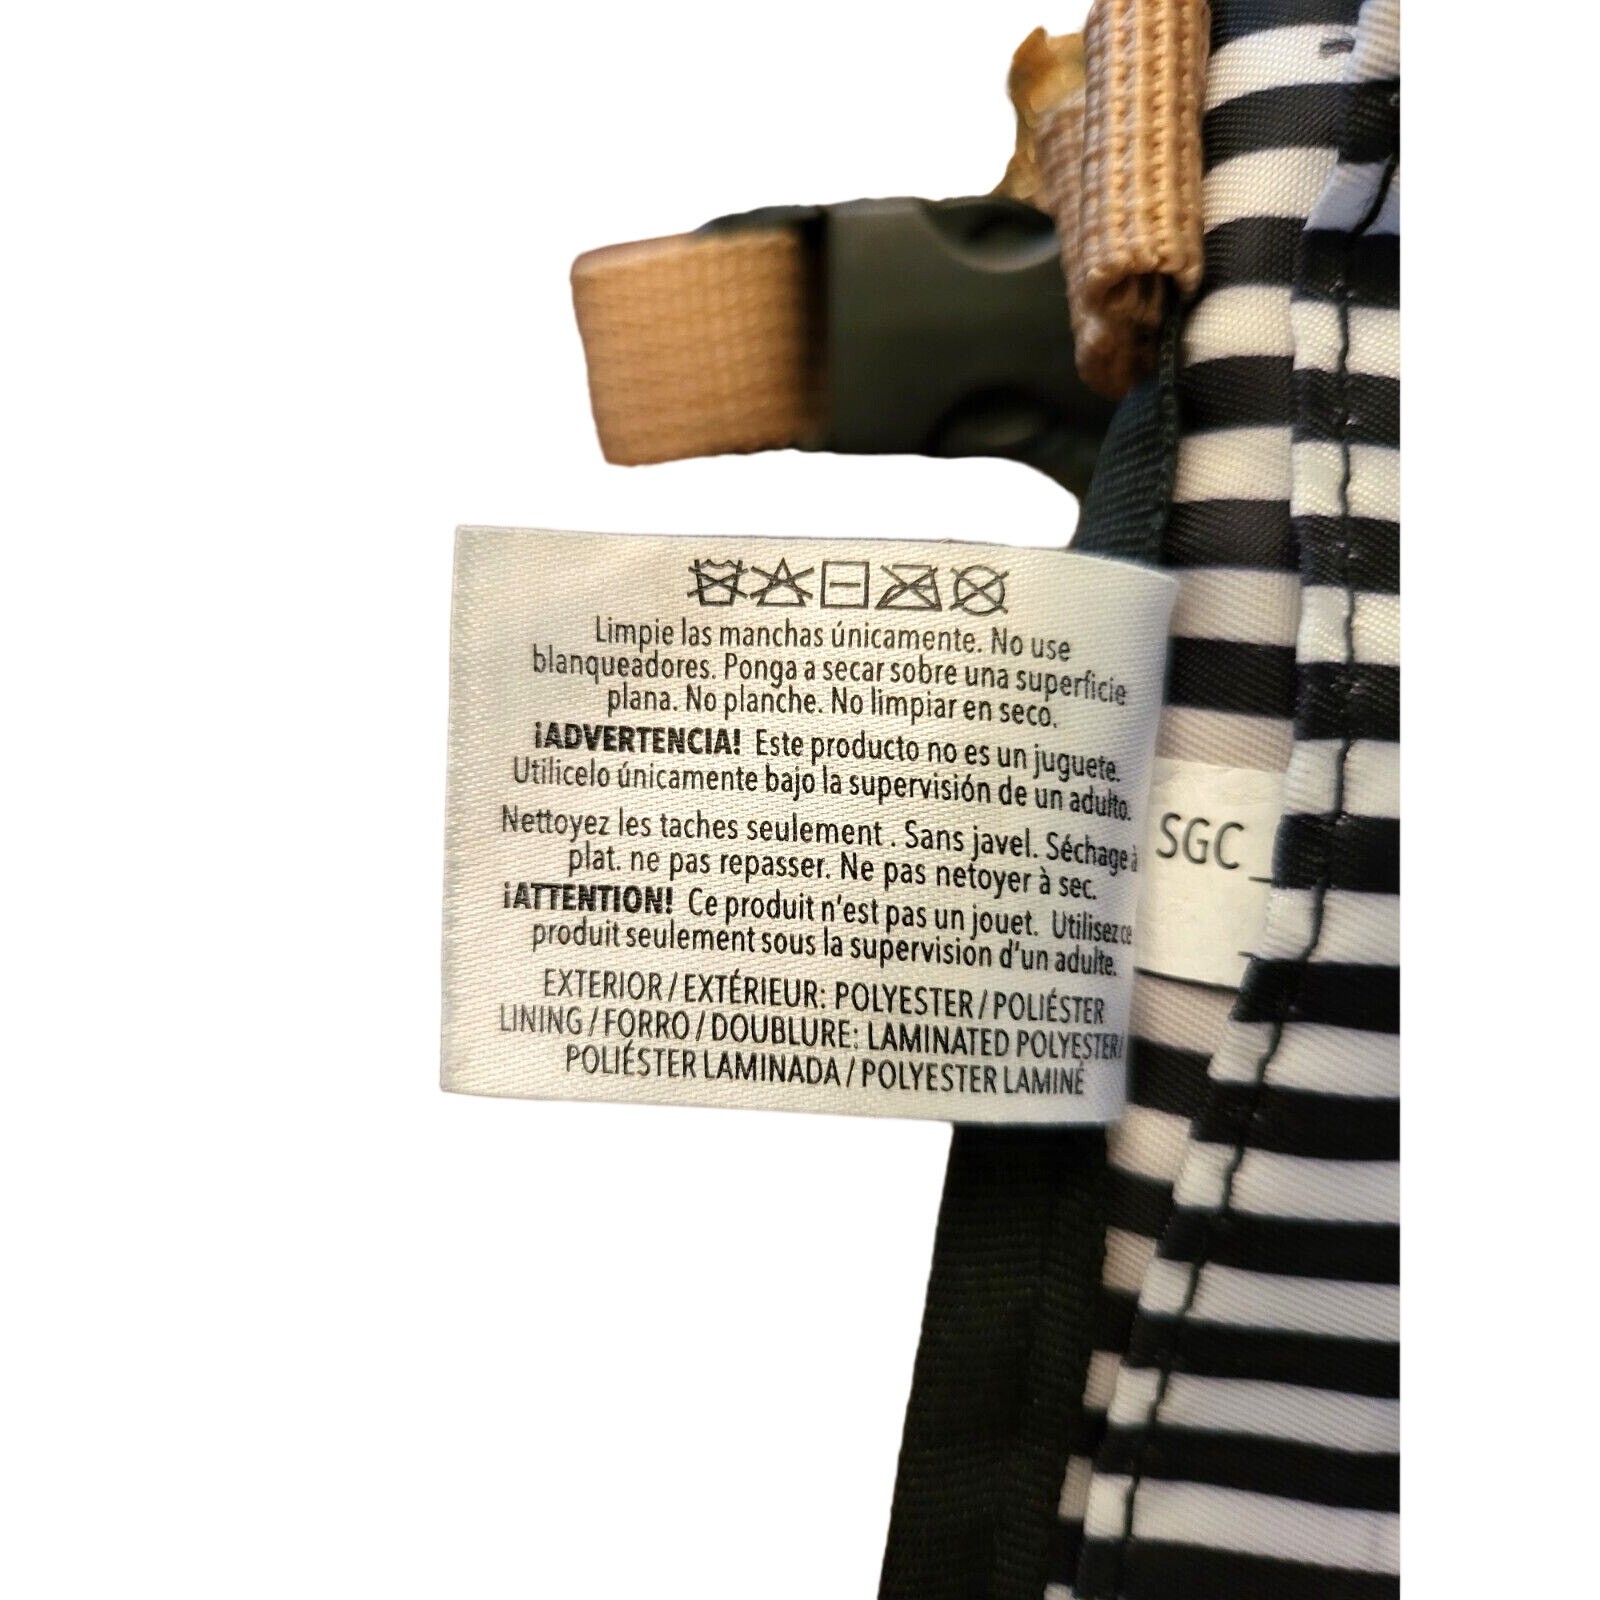 Limpie las manchas únicamente. No use
blanqueadores. Ponga a secar sobre una superficie
plana. No planche. No limpiar en seco.
¡ADVERTENCIA! Este producto no es un juguete.
Utilicelo únicamente bajo la supervisión de un adulto.
Nettoyez les taches seulement . Sans javel. Séchage à
plat. ne pas repasser. Ne pas netoyer à sec.
¡ATTENTION! Ce produit n'est pas un jouet. Utilisez ce
produit seulement sous la supervision d'un adulte.
EXTERIOR / EXTÉRIEUR: POLYESTER / POLIÉSTER
LINING / FORRO / DOUBLURE: LAMINATED POLYESTER/
POLIÉSTER LAMINADA / POLYESTER LAMINÉ
SGC_